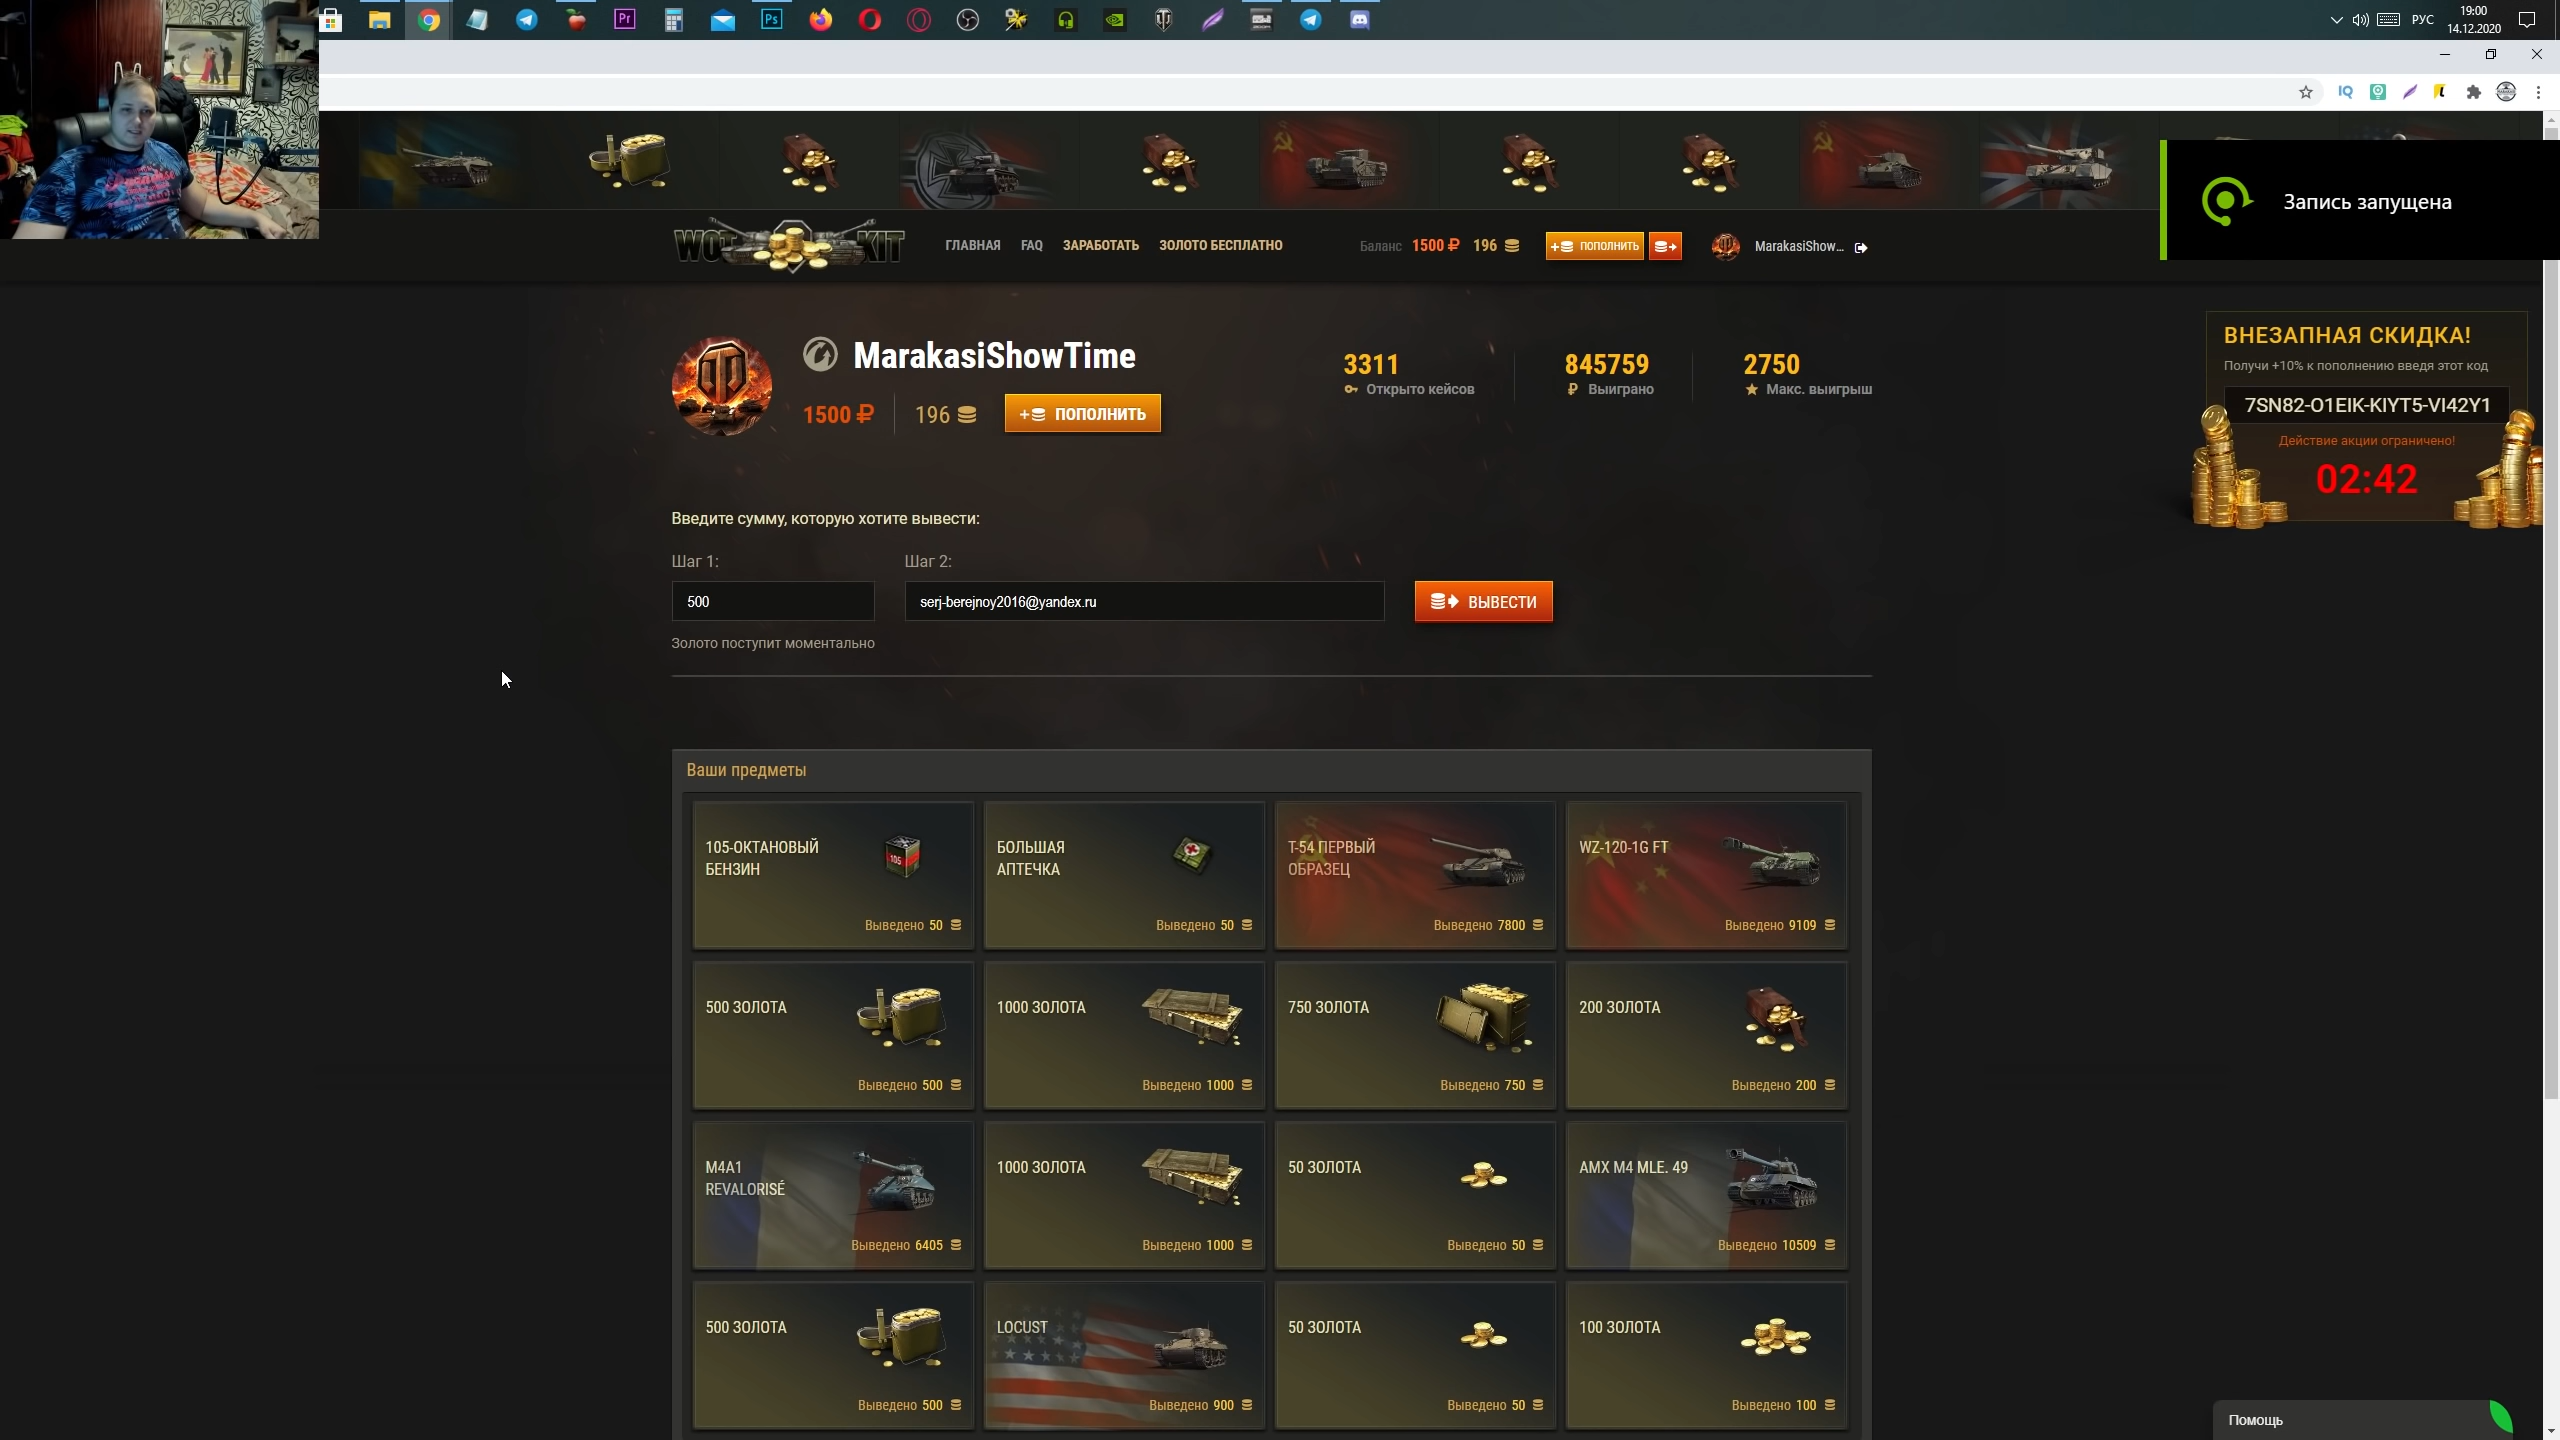 Pr
Ps
РУС
19:00
14.12.2020
IQ
Запись запущена
WOT KIT
ГЛАВНАЯ
FAQ
ЗАРАБОТАТЬ
ЗОЛОТО БЕСПЛАТНО
Баланс 1500 ₽ 196
+ ПОПОЛНИТЬ
MarakasiShow...
MarakasiShowTime
1500 ₽ 196
+ ПОПОЛНИТЬ
3311
Открыто кейсов
845759
₽ Выиграно
2750
Макс. выигрыш
ВНЕЗАПНАЯ СКИДКА!
Получи +10% к пополнению введя этот код
7SN82-O1EIK-KIYT5-VI42Y1
Действие акции ограничено!
02:42
Введите сумму, которую хотите вывести:
Шаг 1:
Шаг 2:
500
serj-berejnoy2016@yandex.ru
ВЫВЕСТИ
Золото поступит моментально
Ваши предметы
105-ОКТАНОВЫЙ
БЕНЗИН
105
Выведено 50
БОЛЬШАЯ
АПТЕЧКА
Выведено 50
Т-54 ПЕРВЫЙ
ОБРАЗЕЦ
Выведено 7800
WZ-120-1G FT
Выведено 9109
500 ЗОЛОТА
Выведено 500
1000 ЗОЛОТА
Выведено 1000
750 ЗОЛОТА
Выведено 750
200 ЗОЛОТА
Выведено 200
M4A1
REVALORISÉ
Выведено 6405
1000 ЗОЛОТА
Выведено 1000
50 ЗОЛОТА
Выведено 50
AMX M4 MLE. 49
Выведено 10509
500 ЗОЛОТА
Выведено 500
LOCUST
Выведено 900
50 ЗОЛОТА
Выведено 50
100 ЗОЛОТА
Выведено 100
Помощь